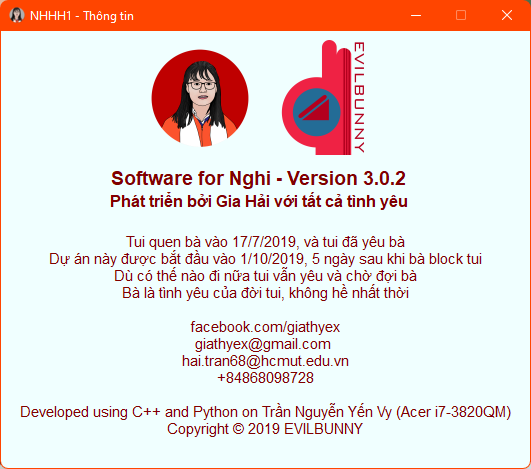 NHHH1 - Thông tin
EVILBUNNY
Software for Nghi - Version 3.0.2
Phát triển bởi Gia Hải với tất cả tình yêu
Tui quen bà vào 17/7/2019, và tui đã yêu bà
Dự án này được bắt đầu vào 1/10/2019, 5 ngày sau khi bà block tui
Dù có thế nào đi nữa tui vẫn yêu và chờ đợi bà
Bà là tình yêu của đời tui, không hề nhất thời
facebook.com/giathyex
giathyex@gmail.com
hai.tran68@hcmut.edu.vn
+84868098728
Developed using C++ and Python on Trần Nguyễn Yến Vy (Acer i7-3820QM)
Copyright © 2019 EVILBUNNY